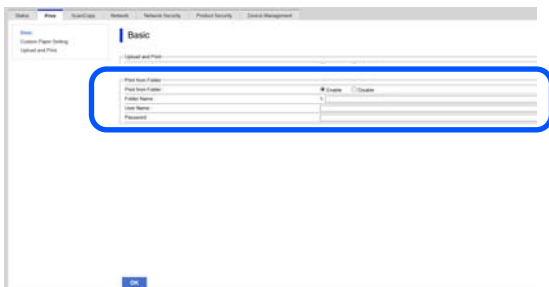 Status Print Scan/Copy Network Network Security Product Security Device Management
Basic
Custom Paper Setting
Upload and Print
Basic
Upload and Print
Print from Folder
Print from Folder : Enable Disable
Folder Name :
User Name :
Password :
OK